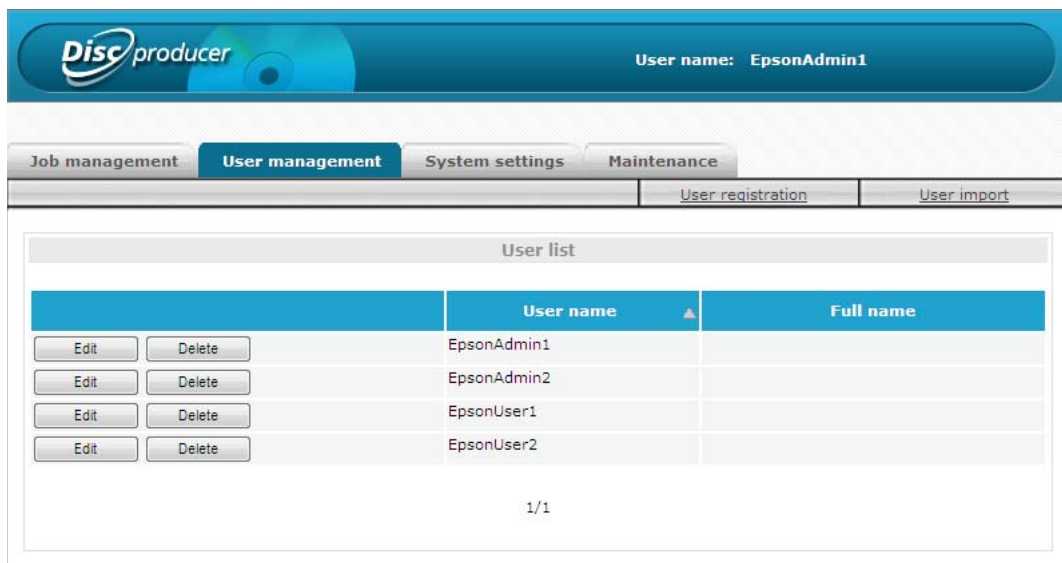 Disc producer
User name: EpsonAdmin1
Job management User management System settings Maintenance
User registration User import
User list
User name Full name
Edit Delete EpsonAdmin1
Edit Delete EpsonAdmin2
Edit Delete EpsonUser1
Edit Delete EpsonUser2
1/1